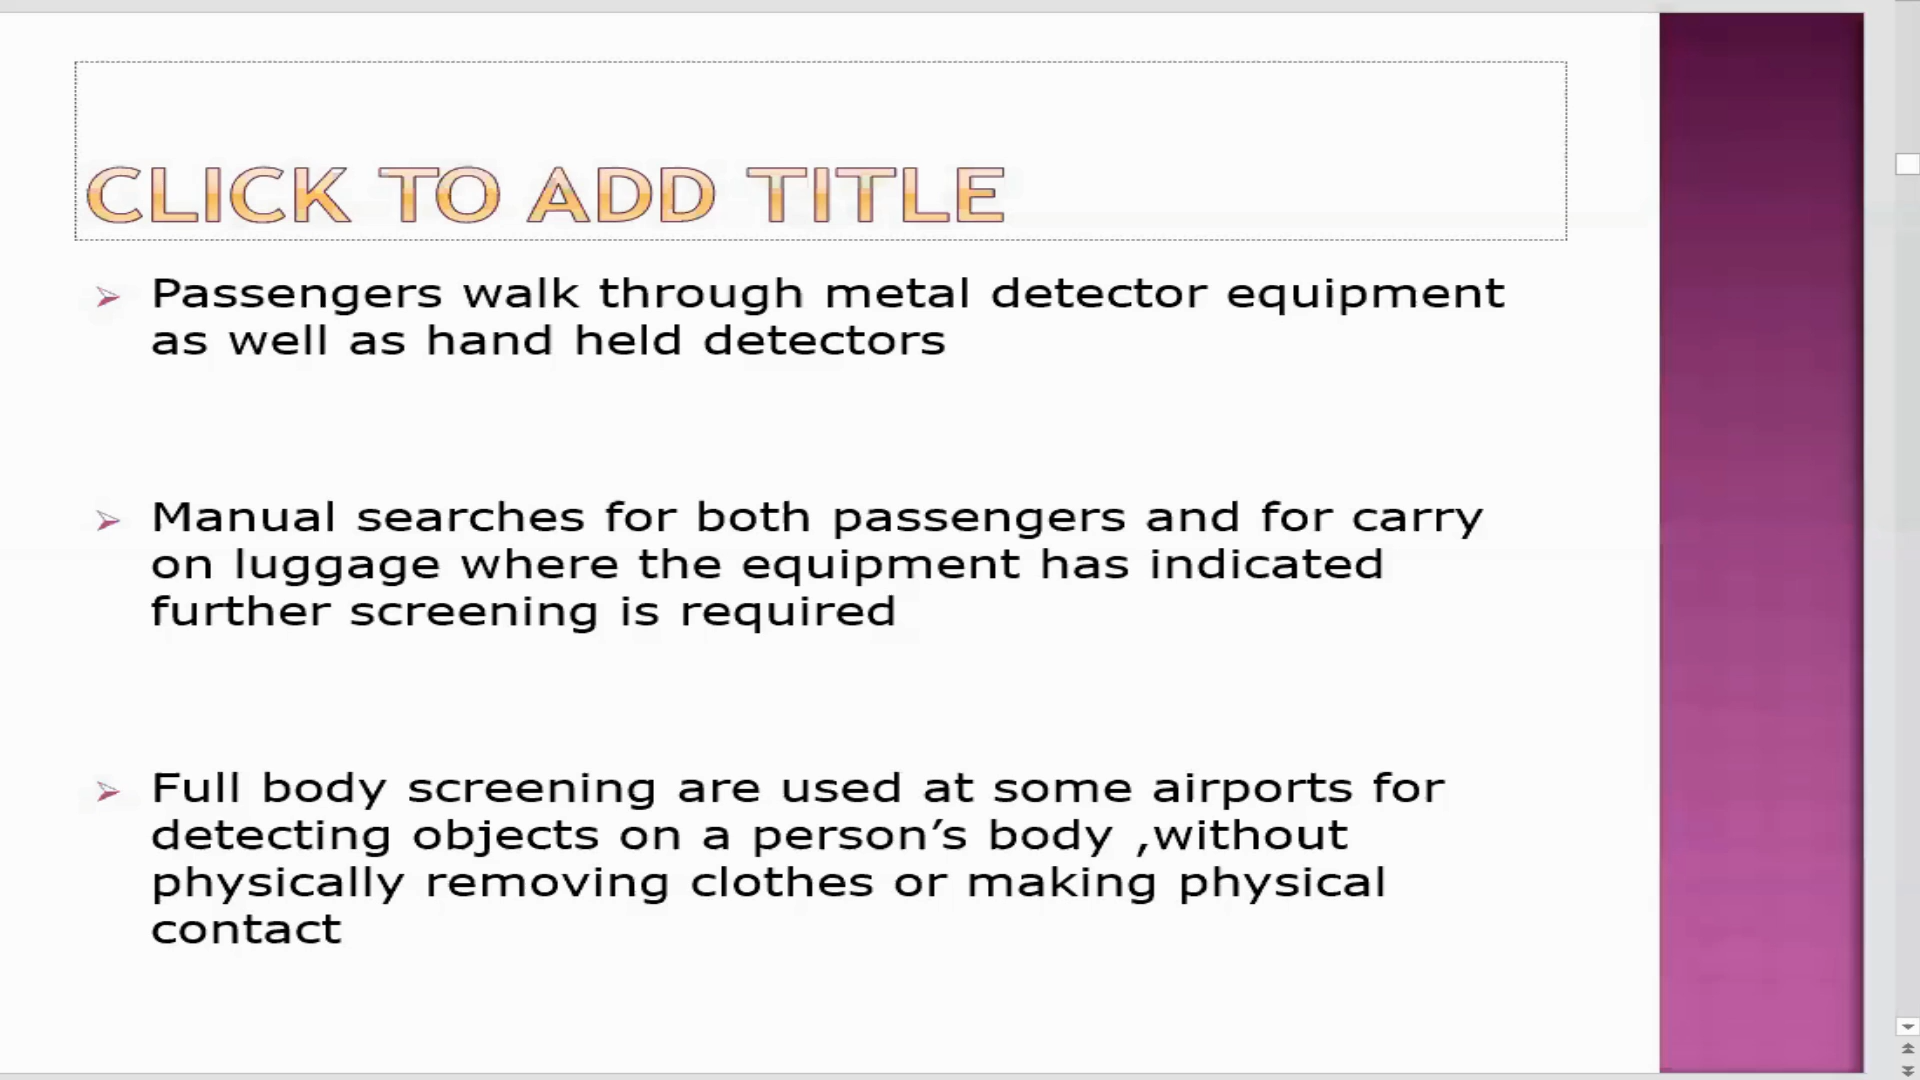 CLICK TO ADD TITLE
Passengers walk through metal detector equipment
as well as hand held detectors
Manual searches for both passengers and for carry
on luggage where the equipment has indicated
further screening is required
Full body screening are used at some airports for
detecting objects on a person’s body ,without
physically removing clothes or making physical
contact